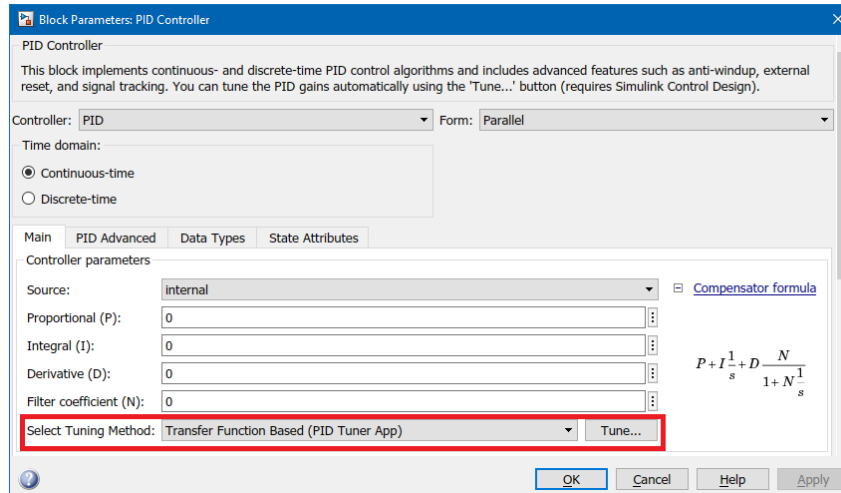 Block Parameters: PID Controller
PID Controller
This block implements continuous- and discrete-time PID control algorithms and includes advanced features such as anti-windup, external
reset, and signal tracking. You can tune the PID gains automatically using the 'Tune...' button (requires Simulink Control Design).
Controller: PID Form: Parallel
Time domain:
Continuous-time
Discrete-time
Main PID Advanced Data Types State Attributes
Controller parameters
Source: internal Compensator formula
Proportional (P): 0
Integral (I): 0
Derivative (D): 0
Filter coefficient (N): 0
P+I 1/s + D N/(1+N 1/s)
Select Tuning Method: Transfer Function Based (PID Tuner App) Tune...
OK Cancel Help Apply